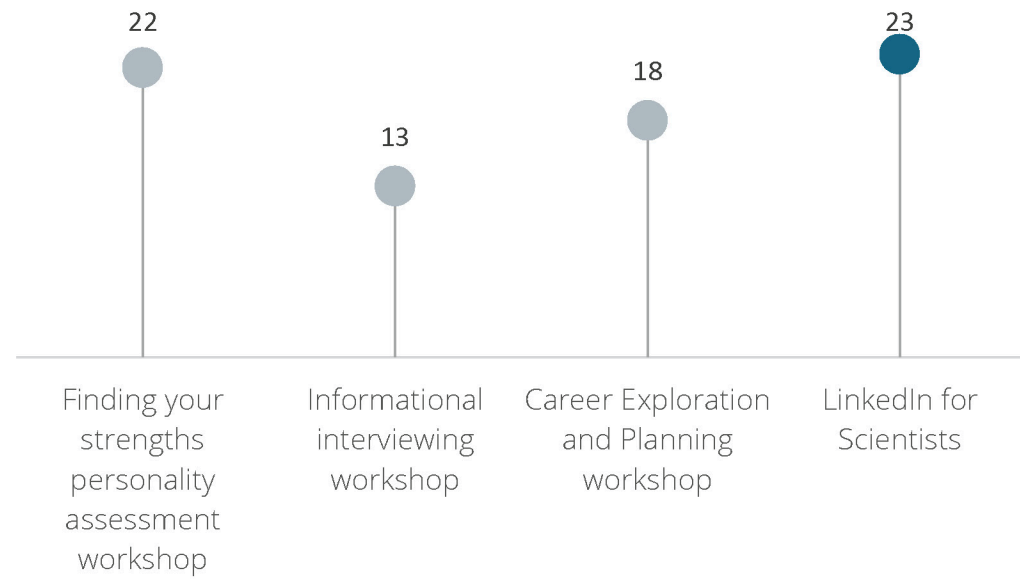 22
13
18
23
Finding your
strengths
personality
assessment
workshop
Informational
interviewing
workshop
Career Exploration
and Planning
workshop
LinkedIn for
Scientists